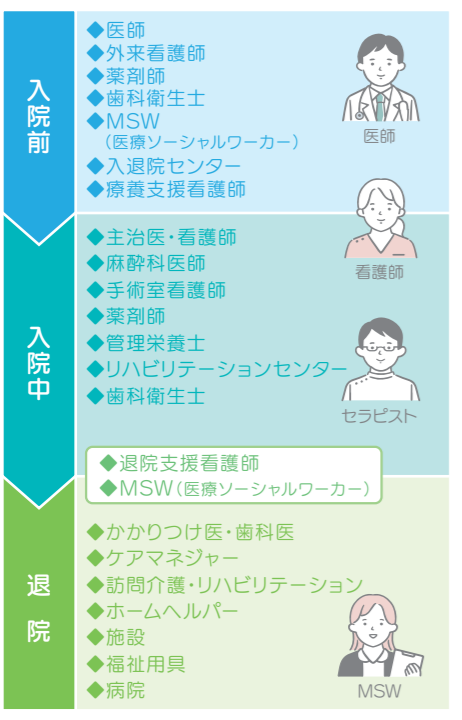 入院前
◆医師
◆外来看護師
◆薬剤師
◆歯科衛生士
◆MSW
（医療ソーシャルワーカー）
◆入退院センター
◆療養支援看護師
医師
看護師
入院中
◆主治医・看護師
◆麻酔科医師
◆手術室看護師
◆薬剤師
◆管理栄養士
◆リハビリテーションセンター
◆歯科衛生士
セラピスト
◆退院支援看護師
◆MSW（医療ソーシャルワーカー）
退院
◆かかりつけ医・歯科医
◆ケアマネジャー
◆訪問介護・リハビリテーション
◆ホームヘルパー
◆施設
◆福祉用具
◆病院
MSW